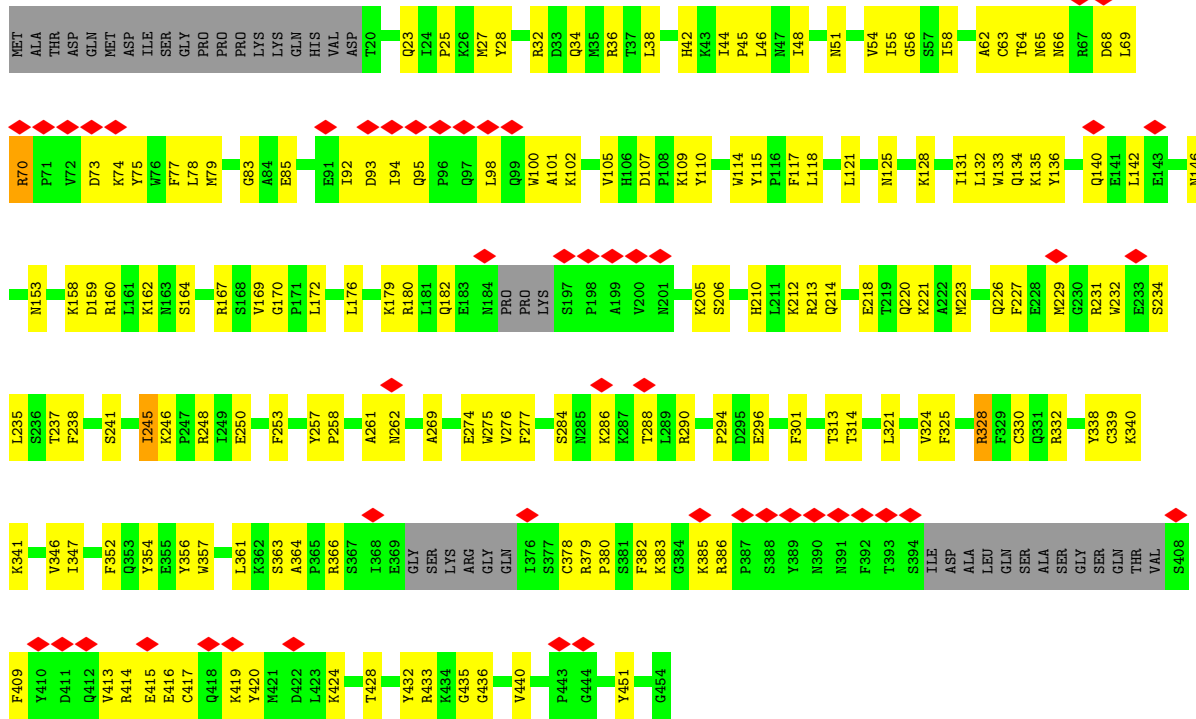 MET ALA THR ASP GLN MET ASP ILE SER GLY PRO PRO PRO LYS LYS GLN HIS VAL ASP T20 Q23 I24 P25 K26 M27 Y28 R32 D33 Q34 M35 R36 T37 L38 H42 K43 I44 P45 L46 N47 I48 N51 V54 I55 G56 S57 I58 A62 C63 T64 N65 N66 R67 D68 L69
R70 P71 V72 D73 K74 Y75 W76 F77 L78 M79 G83 A84 E85 E91 I92 D93 I94 Q95 P96 Q97 L98 Q99 W100 A101 K102 V105 H106 D107 P108 K109 Y110 W114 Y115 P116 F117 L118 L121 N125 K128 I131 L132 W133 Q134 K135 Y136 Q140 E141 L142 E143 N146
N153 K158 D159 R160 L161 K162 N163 S164 R167 S168 V169 G170 P171 L172 L176 K179 R180 L181 Q182 E183 N184 PRO PRO LYS S197 P198 A199 V200 N201 K205 S206 H210 L211 K212 R213 Q214 E218 T219 Q220 K221 A222 M223 Q226 F227 E228 M229 G230 R231 W232 E233 S234
L235 S236 T237 F238 S241 I245 K246 P247 R248 I249 E250 F253 Y257 P258 A261 N262 A269 E274 W275 V276 F277 S284 N285 K286 K287 T288 L289 R290 P294 D295 E296 F301 T313 T314 L321 V324 F325 R328 F329 C330 Q331 R332 Y338 C339 K340
K341 V346 I347 F352 Q353 Y354 E355 Y356 W357 L361 K362 S363 A364 P365 R366 S367 I368 E369 GLY SER LYS ARG GLY GLN I376 S377 C378 R379 P380 S381 F382 K383 G384 K385 R386 P387 S388 Y389 N390 N391 F392 T393 S394 ILE ASP ALA LEU GLN SER ALA SER GLY SER GLN THR VAL S408
F409 Y410 D411 Q412 V413 R414 E415 E416 C417 Q418 K419 Y420 M421 D422 L423 K424 T428 Y432 R433 K434 G435 G436 V440 P443 G444 Y451 G454